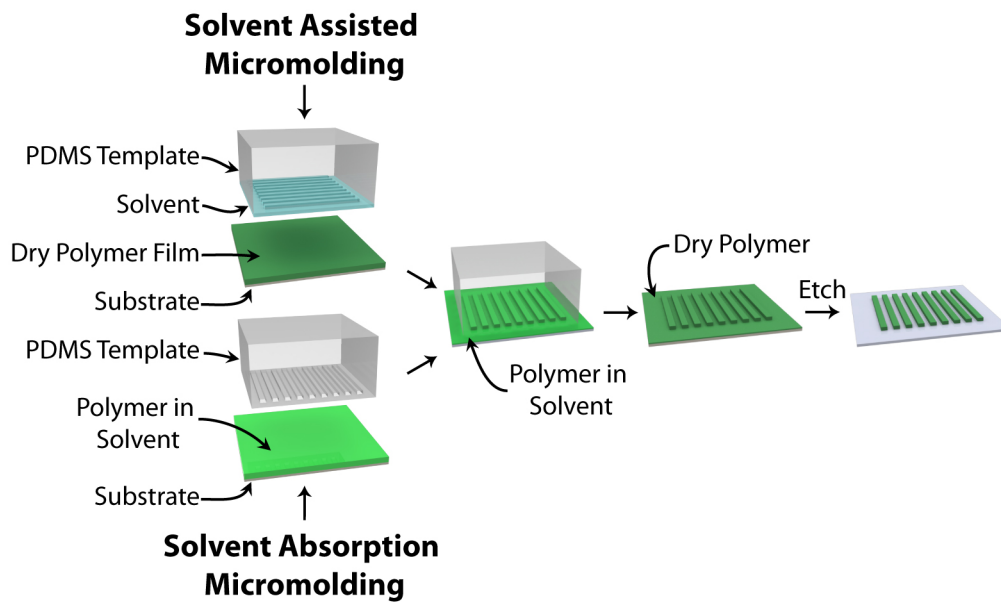 Solvent Assisted
Micromolding
PDMS Template
Solvent
Dry Polymer Film
Substrate
PDMS Template
Polymer in
Solvent
Substrate
Solvent Absorption
Micromolding
Polymer in
Solvent
Dry Polymer
Etch